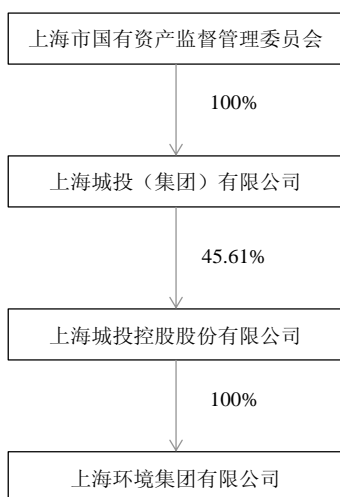 上海市国有资产监督管理委员会
100%
上海城投（集团）有限公司
45.61%
上海城投控股股份有限公司
100%
上海环境集团有限公司